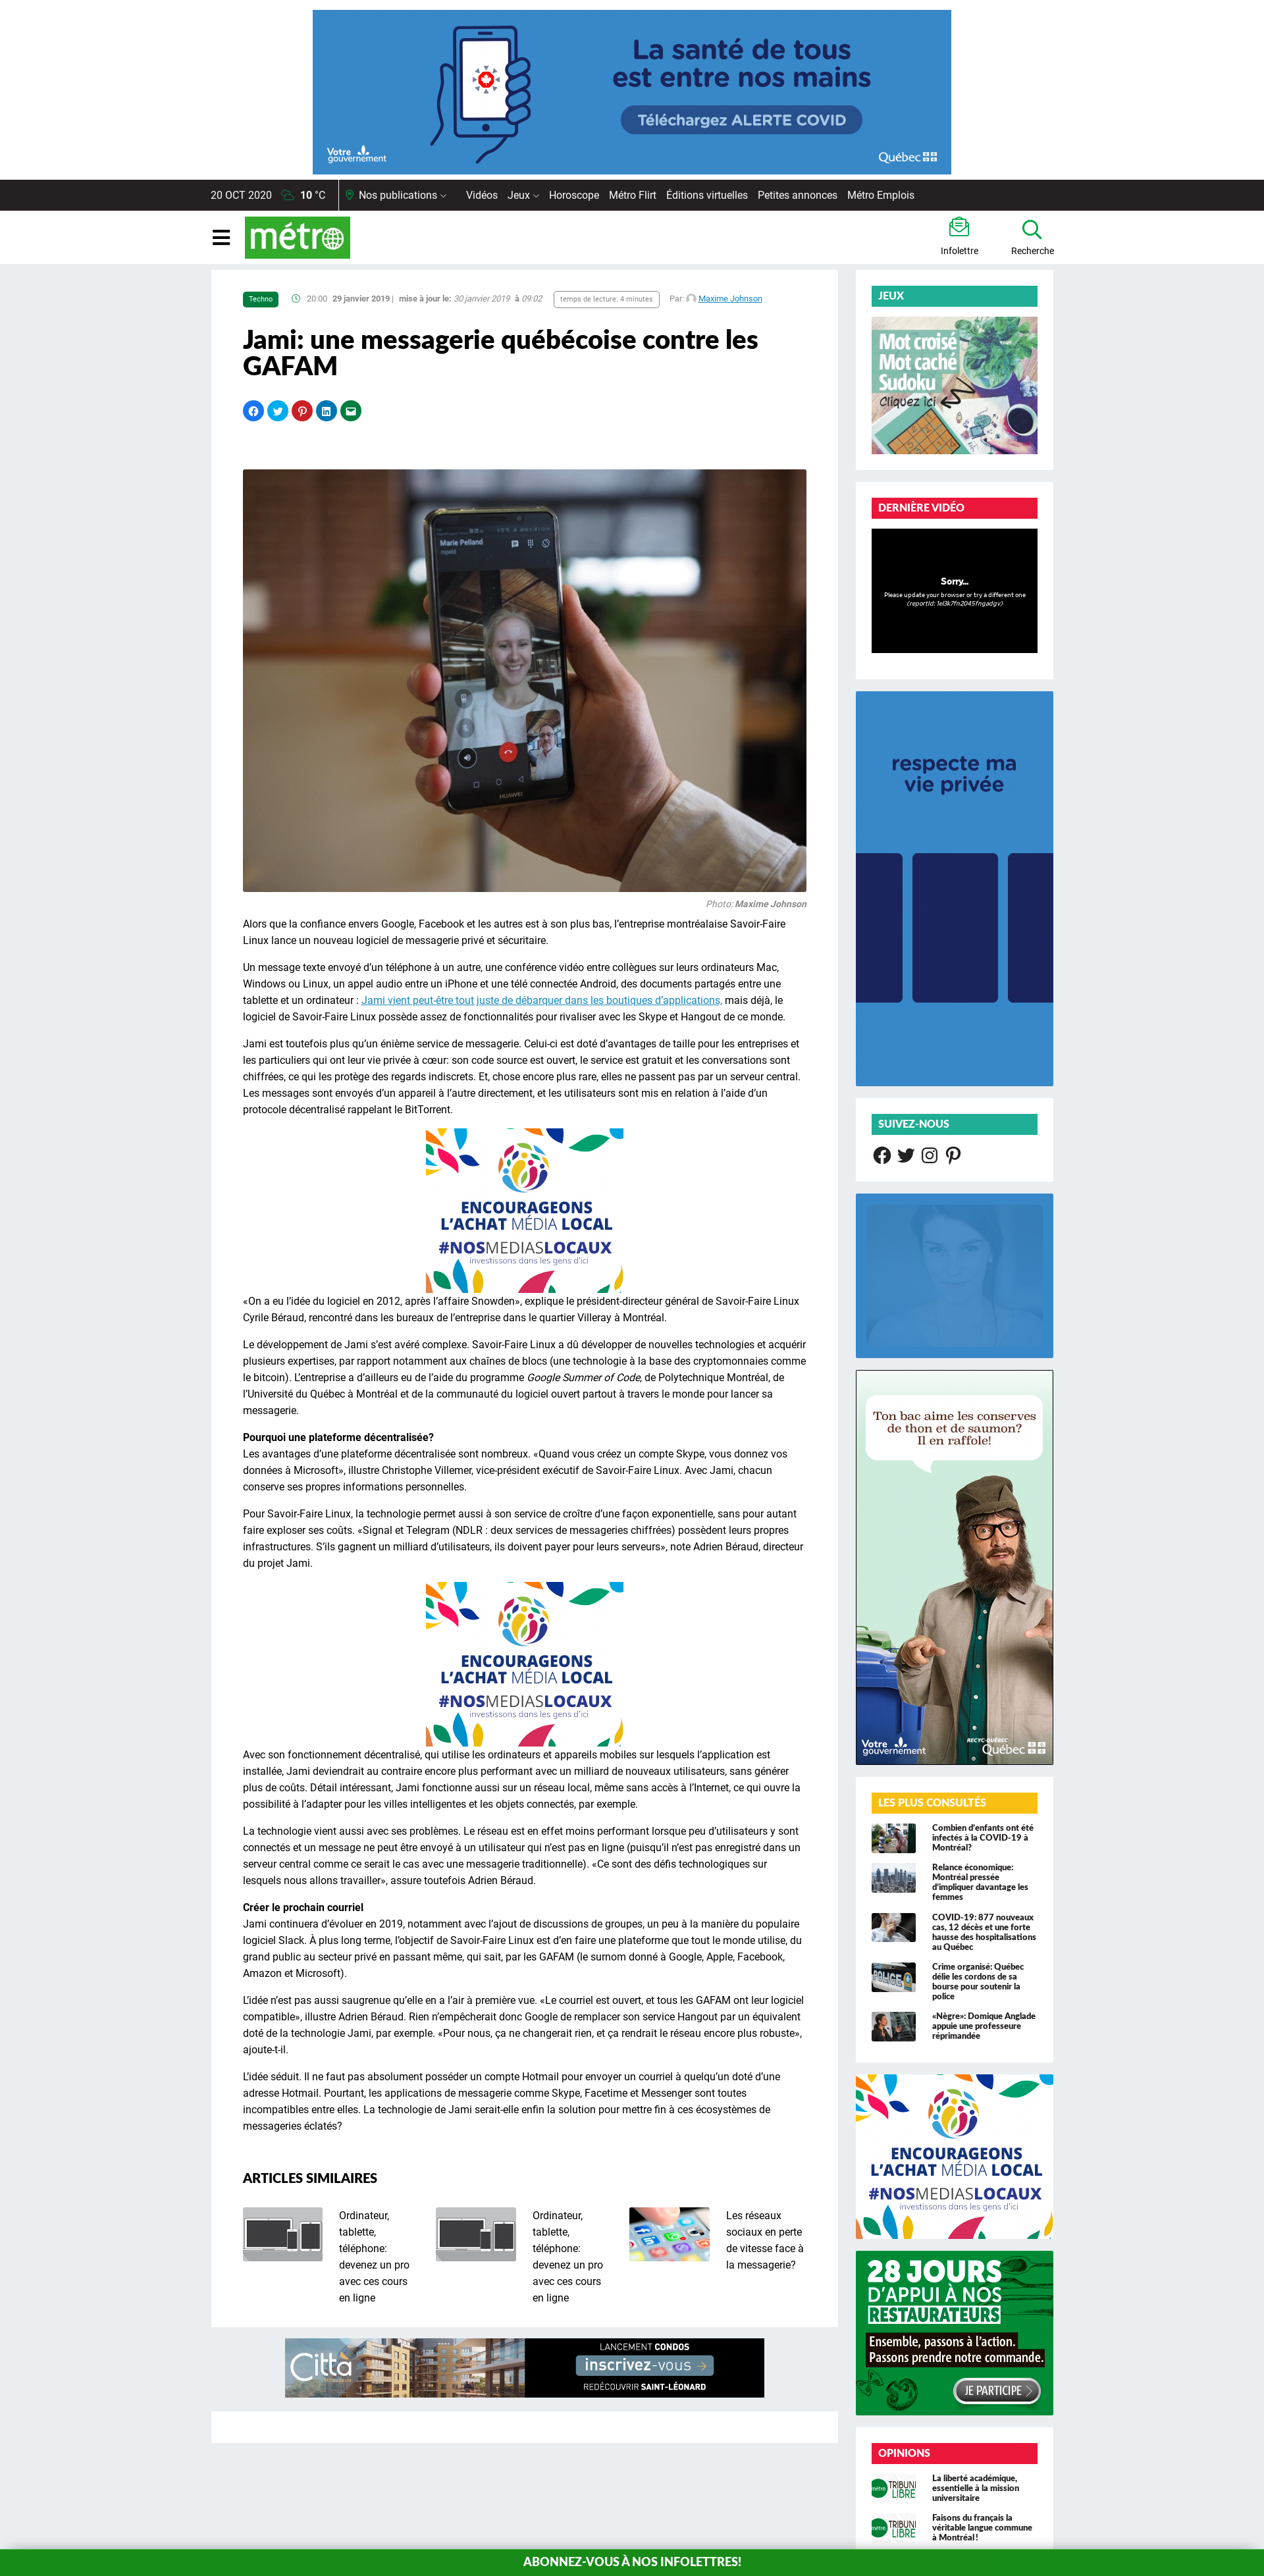 La santé de tous
est entre nos mains
Téléchargez ALERTE COVID
Votre
gouvernement
Québec
20 OCT 2020 10 °C Nos publications Vidéos Jeux Horoscope Métro Flirt Éditions virtuelles Petites annonces Métro Emplois
métro
Infolettre
Recherche
Techno 20:00 29 janvier 2019 | mise à jour le: 30 janvier 2019 à 09:02 temps de lecture: 4 minutes Par: Maxime Johnson
Jami: une messagerie québécoise contre les
GAFAM
Marie Pelland
mpeld
HUAWEI
Photo: Maxime Johnson
Alors que la confiance envers Google, Facebook et les autres est à son plus bas, l’entreprise montréalaise Savoir-Faire
Linux lance un nouveau logiciel de messagerie privé et sécuritaire.
Un message texte envoyé d’un téléphone à un autre, une conférence vidéo entre collègues sur leurs ordinateurs Mac,
Windows ou Linux, un appel audio entre un iPhone et une télé connectée Android, des documents partagés entre une
tablette et un ordinateur : Jami vient peut-être tout juste de débarquer dans les boutiques d’applications, mais déjà, le
logiciel de Savoir-Faire Linux possède assez de fonctionnalités pour rivaliser avec les Skype et Hangout de ce monde.
Jami est toutefois plus qu’un énième service de messagerie. Celui-ci est doté d’avantages de taille pour les entreprises et
les particuliers qui ont leur vie privée à cœur: son code source est ouvert, le service est gratuit et les conversations sont
chiffrées, ce qui les protège des regards indiscrets. Et, chose encore plus rare, elles ne passent pas par un serveur central.
Les messages sont envoyés d’un appareil à l’autre directement, et les utilisateurs sont mis en relation à l’aide d’un
protocole décentralisé rappelant le BitTorrent.
ENCOURAGEONS
L’ACHAT MÉDIA LOCAL
#NOSMEDIASLOCAUX
investissons dans les gens d’ici
«On a eu l’idée du logiciel en 2012, après l’affaire Snowden», explique le président-directeur général de Savoir-Faire Linux
Cyrile Béraud, rencontré dans les bureaux de l’entreprise dans le quartier Villeray à Montréal.
Le développement de Jami s’est avéré complexe. Savoir-Faire Linux a dû développer de nouvelles technologies et acquérir
plusieurs expertises, par rapport notamment aux chaînes de blocs (une technologie à la base des cryptomonnaies comme
le bitcoin). L’entreprise a d’ailleurs eu de l’aide du programme Google Summer of Code, de Polytechnique Montréal, de
l’Université du Québec à Montréal et de la communauté du logiciel ouvert partout à travers le monde pour lancer sa
messagerie.
Pourquoi une plateforme décentralisée?
Les avantages d’une plateforme décentralisée sont nombreux. «Quand vous créez un compte Skype, vous donnez vos
données à Microsoft», illustre Christophe Villemer, vice-président exécutif de Savoir-Faire Linux. Avec Jami, chacun
conserve ses propres informations personnelles.
Pour Savoir-Faire Linux, la technologie permet aussi à son service de croître d’une façon exponentielle, sans pour autant
faire exploser ses coûts. «Signal et Telegram (NDLR : deux services de messageries chiffrées) possèdent leurs propres
infrastructures. S’ils gagnent un milliard d’utilisateurs, ils doivent payer pour leurs serveurs», note Adrien Béraud, directeur
du projet Jami.
ENCOURAGEONS
L’ACHAT MÉDIA LOCAL
#NOSMEDIASLOCAUX
investissons dans les gens d’ici
Avec son fonctionnement décentralisé, qui utilise les ordinateurs et appareils mobiles sur lesquels l’application est
installée, Jami deviendrait au contraire encore plus performant avec un milliard de nouveaux utilisateurs, sans générer
plus de coûts. Détail intéressant, Jami fonctionne aussi sur un réseau local, même sans accès à l’Internet, ce qui ouvre la
possibilité à l’adapter pour les villes intelligentes et les objets connectés, par exemple.
La technologie vient aussi avec ses problèmes. Le réseau est en effet moins performant lorsque peu d’utilisateurs y sont
connectés et un message ne peut être envoyé à un utilisateur qui n’est pas en ligne (puisqu’il n’est pas enregistré dans un
serveur central comme ce serait le cas avec une messagerie traditionnelle). «Ce sont des défis technologiques sur
lesquels nous allons travailler», assure toutefois Adrien Béraud.
Créer le prochain courriel
Jami continuera d’évoluer en 2019, notamment avec l’ajout de discussions de groupes, un peu à la manière du populaire
logiciel Slack. À plus long terme, l’objectif de Savoir-Faire Linux est d’en faire une plateforme que tout le monde utilise, du
grand public au secteur privé en passant même, qui sait, par les GAFAM (le surnom donné à Google, Apple, Facebook,
Amazon et Microsoft).
L’idée n’est pas aussi saugrenue qu’elle en a l’air à première vue. «Le courriel est ouvert, et tous les GAFAM ont leur logiciel
compatible», illustre Adrien Béraud. Rien n’empêcherait donc Google de remplacer son service Hangout par un équivalent
doté de la technologie Jami, par exemple. «Pour nous, ça ne changerait rien, et ça rendrait le réseau encore plus robuste»,
ajoute-t-il.
L’idée séduit. Il ne faut pas absolument posséder un compte Hotmail pour envoyer un courriel à quelqu’un doté d’une
adresse Hotmail. Pourtant, les applications de messagerie comme Skype, Facetime et Messenger sont toutes
incompatibles entre elles. La technologie de Jami serait-elle enfin la solution pour mettre fin à ces écosystèmes de
messageries éclatés?
ARTICLES SIMILAIRES
Ordinateur,
tablette,
téléphone:
devenez un pro
avec ces cours
en ligne
Ordinateur,
tablette,
téléphone:
devenez un pro
avec ces cours
en ligne
Les réseaux
sociaux en perte
de vitesse face à
la messagerie?
Città
LANCEMENT CONDOS
inscrivez-vous →
REDÉCOUVRIR SAINT-LÉONARD
JEUX
Mot croisé
Mot caché
Sudoku
Cliquez ici
DERNIÈRE VIDÉO
Sorry...
Please update your browser or try a different one
(reportId: 1el3k7fn2045fngadgv)
respecte ma
vie privée
SUIVEZ-NOUS
Ton bac aime les conserves
de thon et de saumon?
Il en raffole!
Votre
gouvernement
RECYC-QUÉBEC
Québec
LES PLUS CONSULTÉS
Combien d’enfants ont été
infectés à la COVID-19 à
Montréal?
Relance économique:
Montréal pressée
d’impliquer davantage les
femmes
COVID-19: 877 nouveaux
cas, 12 décès et une forte
hausse des hospitalisations
au Québec
POLICE
Crime organisé: Québec
délie les cordons de sa
bourse pour soutenir la
police
«Nègre»: Domique Anglade
appuie une professeure
réprimandée
ENCOURAGEONS
L’ACHAT MÉDIA LOCAL
#NOSMEDIASLOCAUX
investissons dans les gens d’ici
28 JOURS
D’APPUI À NOS
RESTAURATEURS
Ensemble, passons à l’action.
Passons prendre notre commande.
JE PARTICIPE
OPINIONS
métro
TRIBUN
LIBRE
La liberté académique,
essentielle à la mission
universitaire
métro
TRIBUN
LIBRE
Faisons du français la
véritable langue commune
à Montréal!
ABONNEZ-VOUS À NOS INFOLETTRES!